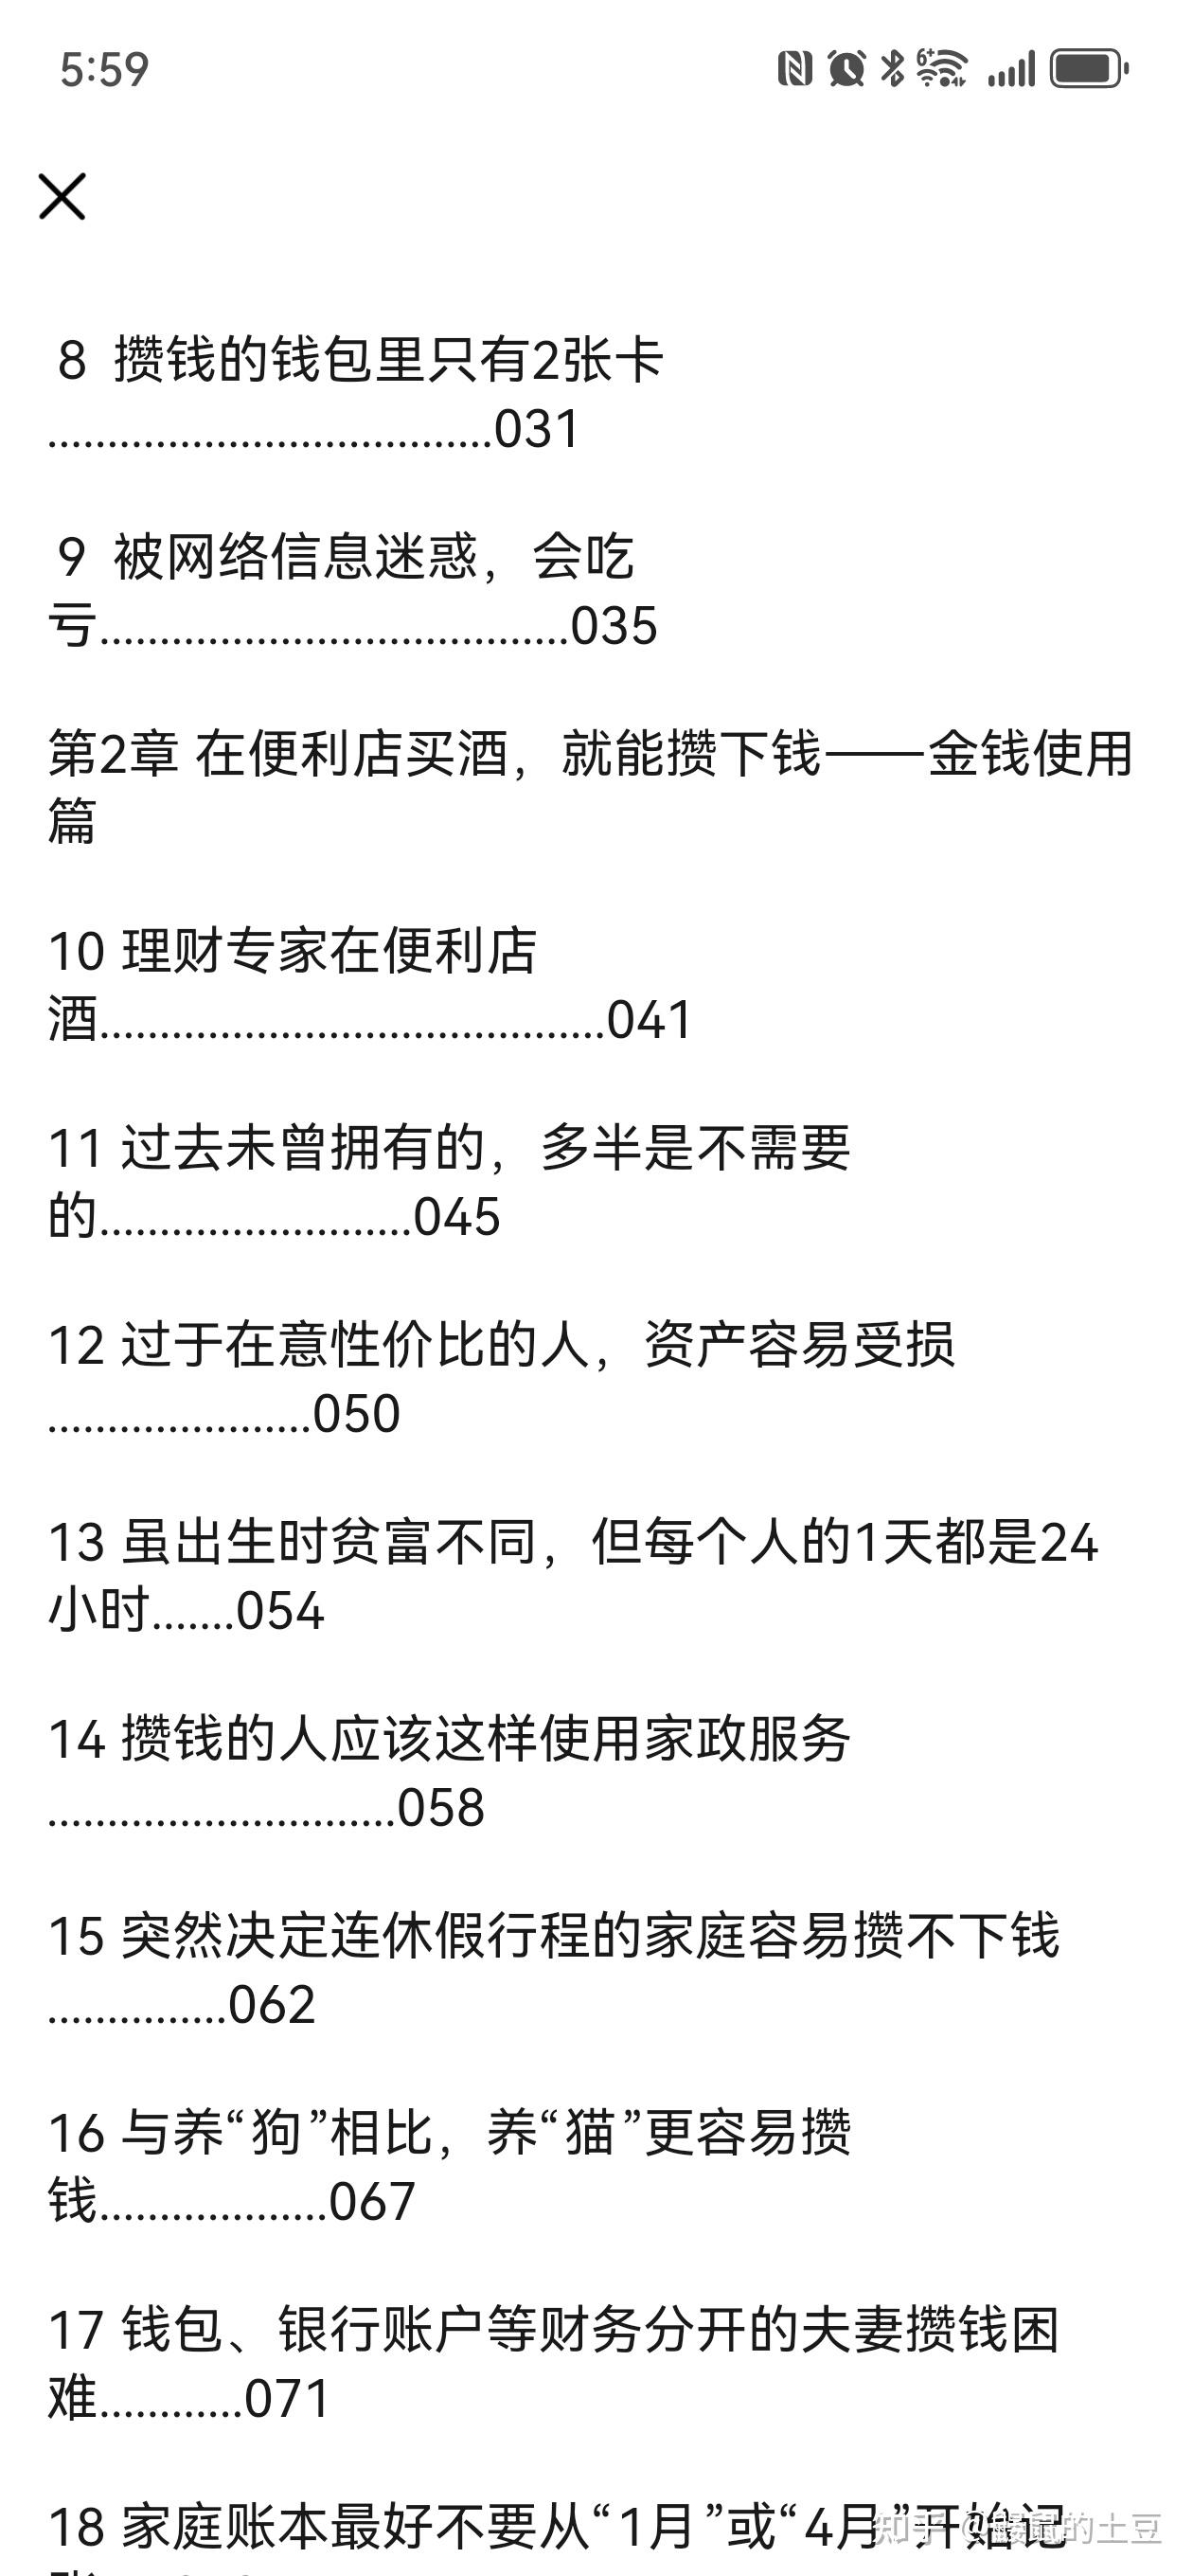 5:59
8 攒钱的钱包里只有2张卡
.....................................031
9 被网络信息迷惑，会吃
亏.......................................035
第2章 在便利店买酒，就能攒下钱——金钱使用
篇
10 理财专家在便利店
酒..........................................041
11 过去未曾拥有的，多半是不需要
的..........................045
12 过于在意性价比的人，资产容易受损
......................050
13 虽出生时贫富不同，但每个人的1天都是24
小时.......054
14 攒钱的人应该这样使用家政服务
.............................058
15 突然决定连休假行程的家庭容易攒不下钱
...............062
16 与养“狗”相比，养“猫”更容易攒
钱...................067
17 钱包、银行账户等财务分开的夫妻攒钱困
难............071
18 家庭账本最好不要从“1月”或“4月”开始记
知乎 @鼹鼠的土豆